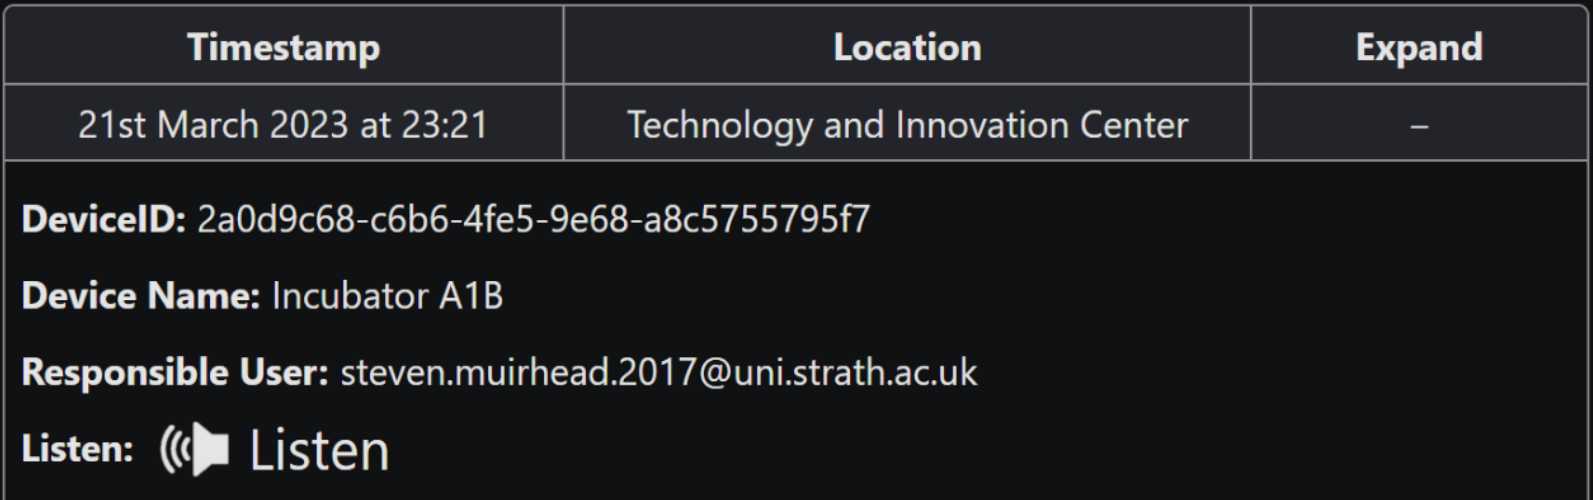 Timestamp Location Expand
21st March 2023 at 23:21 Technology and Innovation Center –
DeviceID: 2a0d9c68-c6b6-4fe5-9e68-a8c5755795f7
Device Name: Incubator A1B
Responsible User: steven.muirhead.2017@uni.strath.ac.uk
Listen: Listen